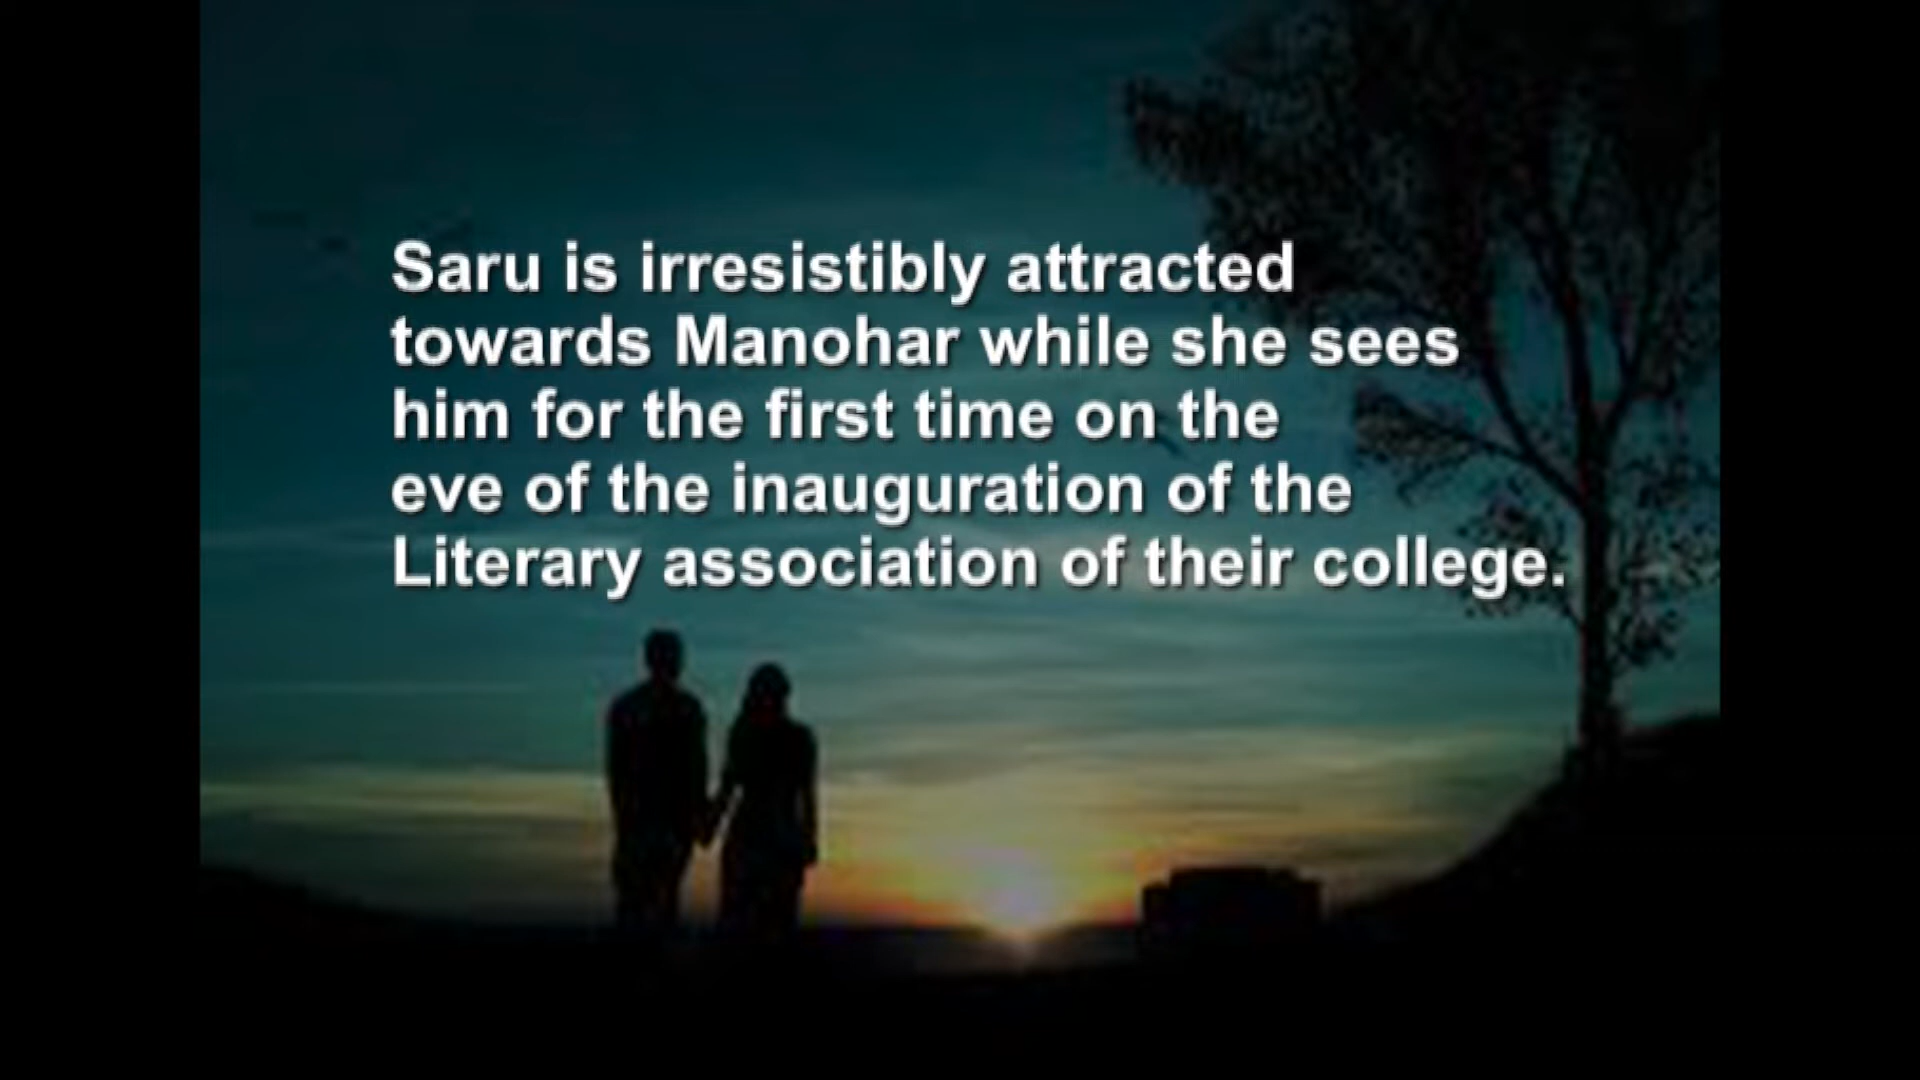 Saru is irresistibly attracted
towards Manohar while she sees
him for the first time on the
eve of the inauguration of the
Literary association of their college.